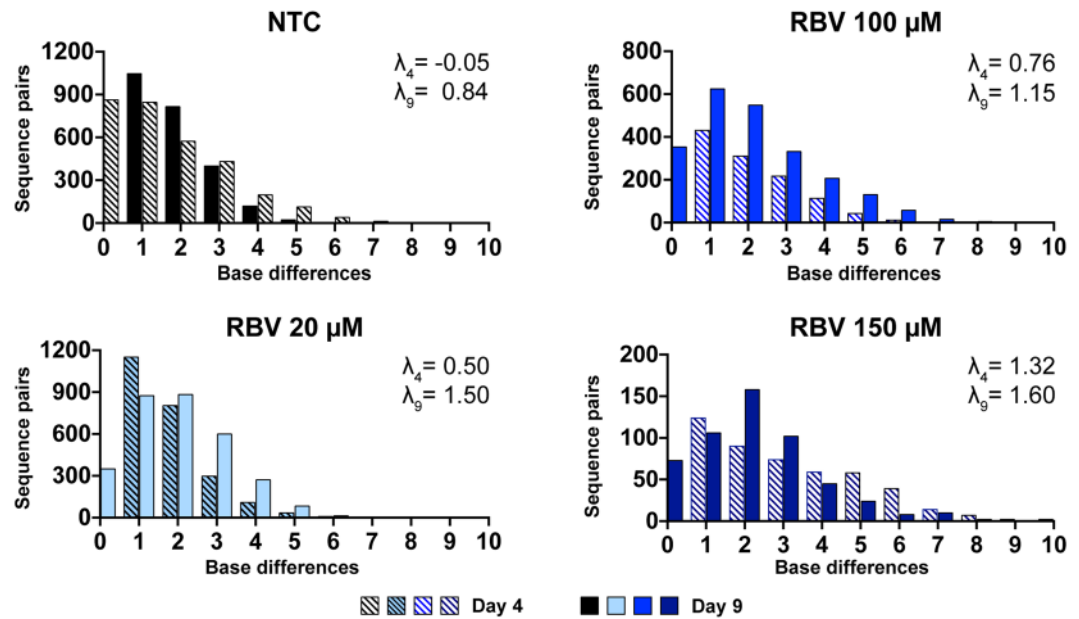 NTC
λ4= -0.05
λ9= 0.84
Sequence pairs
1200
900
600
300
0
0 1 2 3 4 5 6 7 8 9 10
Base differences
RBV 100 µM
λ4= 0.76
λ9= 1.15
Sequence pairs
800
600
400
200
0
0 1 2 3 4 5 6 7 8 9 10
Base differences
RBV 20 µM
λ4= 0.50
λ9= 1.50
Sequence pairs
1200
900
600
300
0
0 1 2 3 4 5 6 7 8 9 10
Base differences
RBV 150 µM
λ4= 1.32
λ9= 1.60
Sequence pairs
200
150
100
50
0
0 1 2 3 4 5 6 7 8 9 10
Base differences
Day 4
Day 9